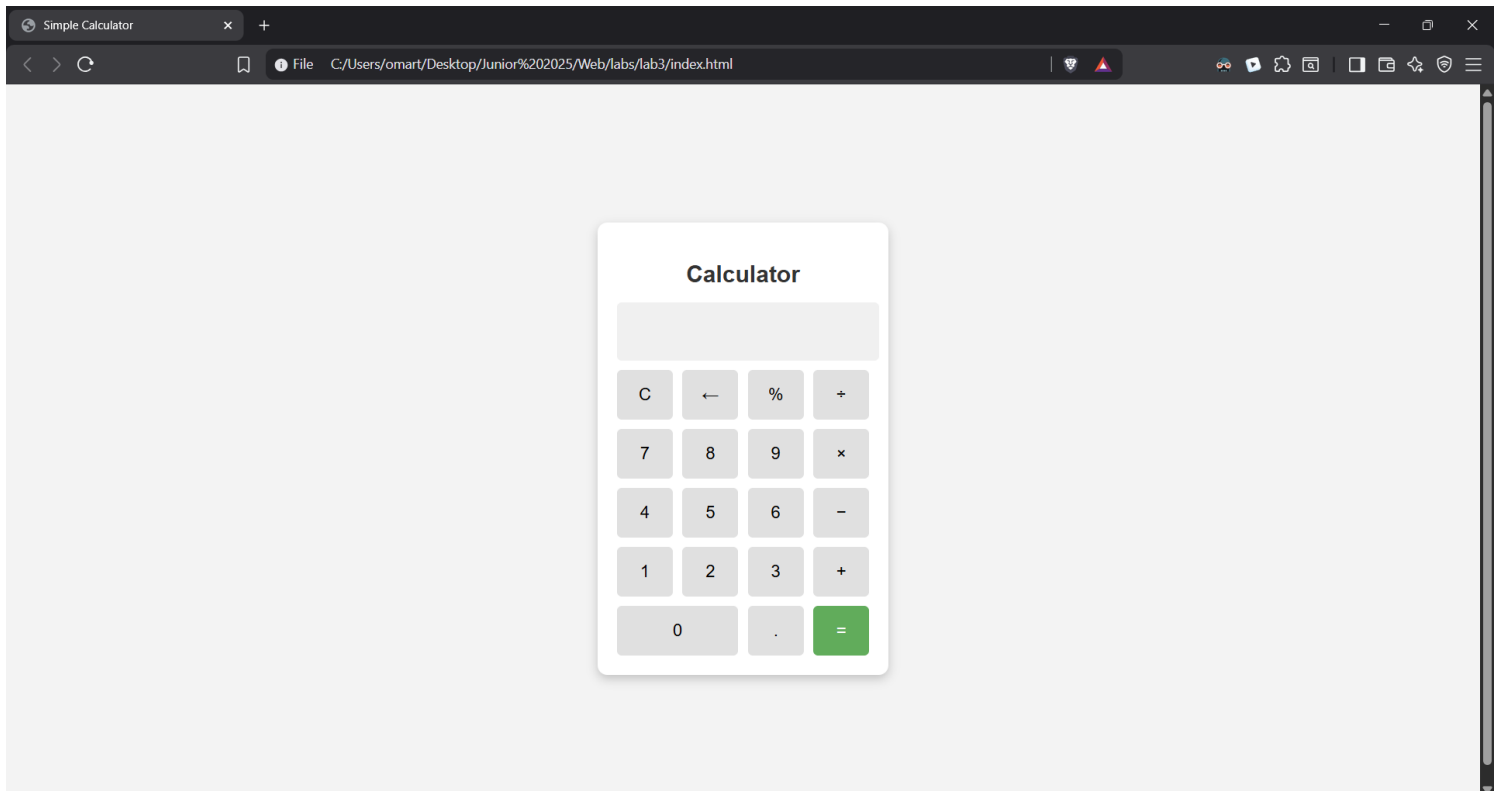 Simple Calculator
File C:/Users/omart/Desktop/Junior%202025/Web/labs/lab3/index.html
Calculator
C ← % ÷
7 8 9 ×
4 5 6 −
1 2 3 +
0 . =